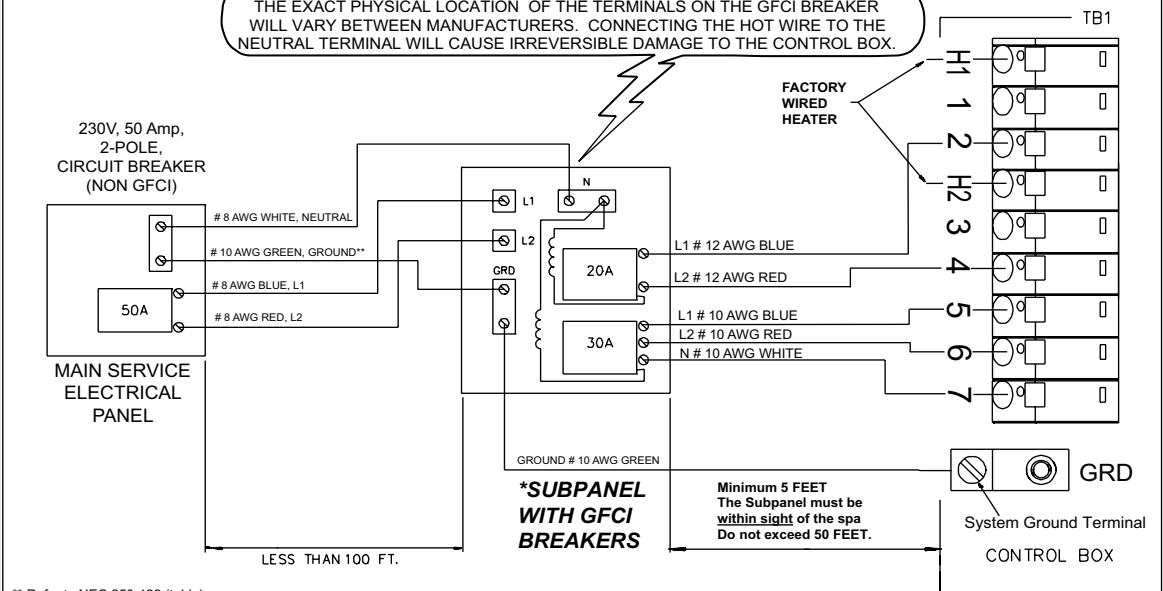 THE EXACT PHYSICAL LOCATION OF THE TERMINALS ON THE GFCI BREAKER
WILL VARY BETWEEN MANUFACTURERS. CONNECTING THE HOT WIRE TO THE
NEUTRAL TERMINAL WILL CAUSE IRREVERSIBLE DAMAGE TO THE CONTROL BOX.
TB1
H1
1
2
H2
3
4
5
6
7
FACTORY
WIRED
HEATER
230V, 50 Amp,
2-POLE,
CIRCUIT BREAKER
(NON GFCI)
# 8 AWG WHITE, NEUTRAL
# 10 AWG GREEN, GROUND**
# 8 AWG BLUE, L1
# 8 AWG RED, L2
50A
MAIN SERVICE
ELECTRICAL
PANEL
N
L1
L2
GRD
20A
30A
L1 # 12 AWG BLUE
L2 # 12 AWG RED
L1 # 10 AWG BLUE
L2 # 10 AWG RED
N # 10 AWG WHITE
GROUND # 10 AWG GREEN
*SUBPANEL
WITH GFCI
BREAKERS
Minimum 5 FEET
The Subpanel must be
within sight of the spa
Do not exceed 50 FEET.
GRD
System Ground Terminal
CONTROL BOX
LESS THAN 100 FT.